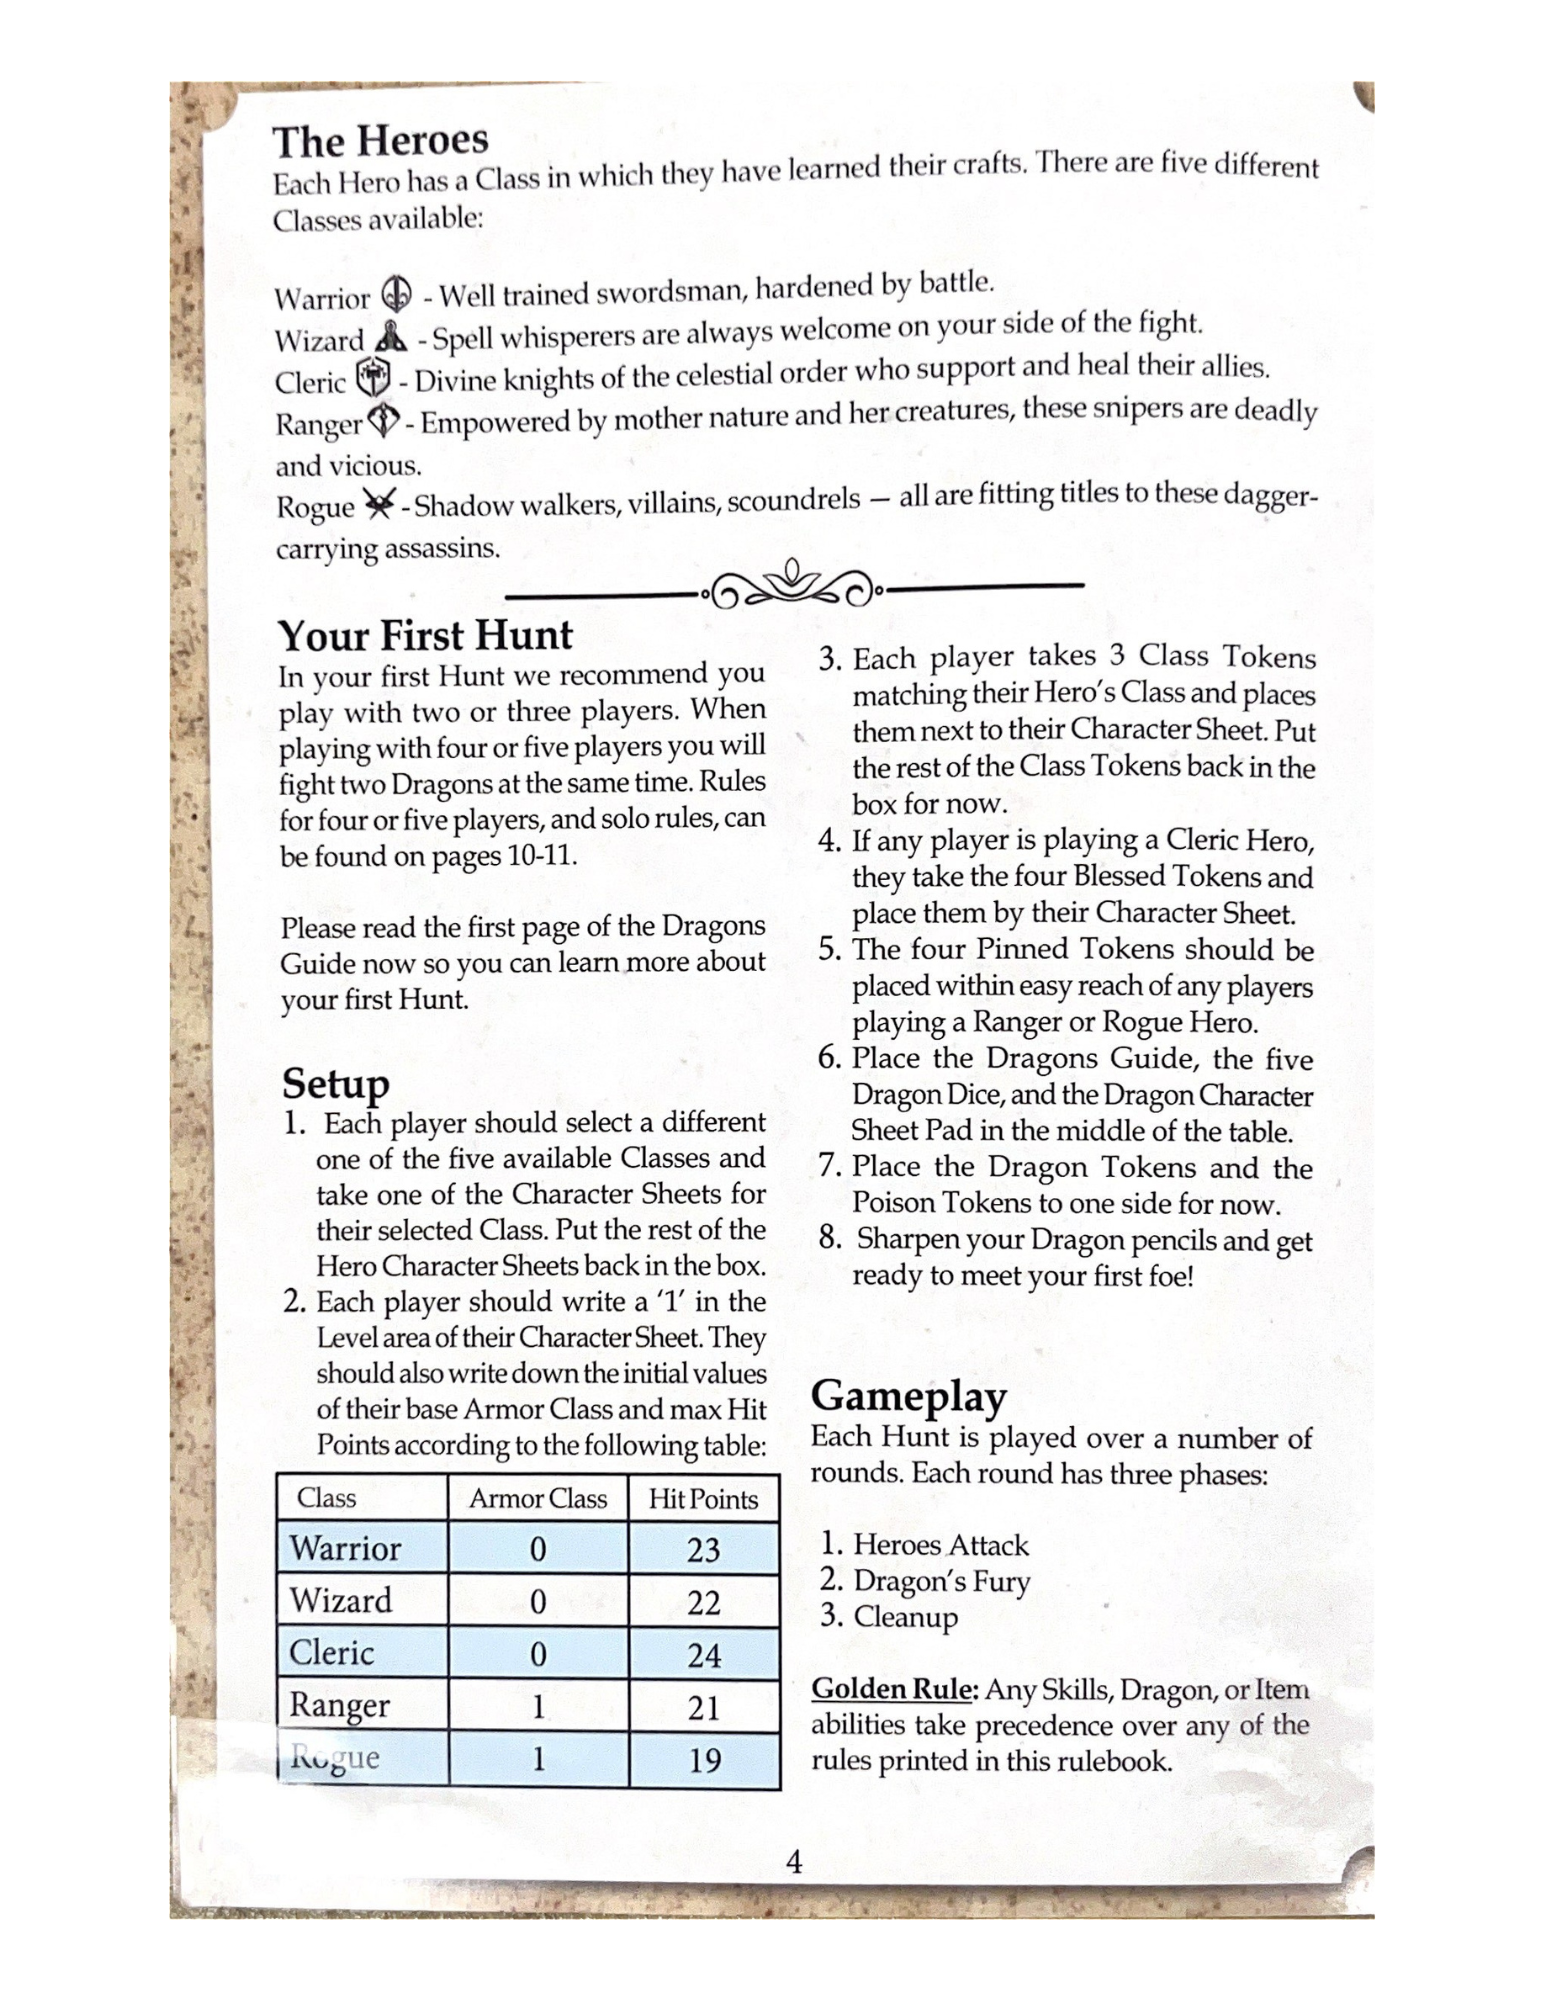 The Heroes
Each Hero has a Class in which they have learned their crafts. There are five different
Classes available:
Warrior - Well trained swordsman, hardened by battle.
Wizard - Spell whisperers are always welcome on your side of the fight.
Cleric - Divine knights of the celestial order who support and heal their allies.
Ranger - Empowered by mother nature and her creatures, these snipers are deadly
and vicious.
Rogue - Shadow walkers, villains, scoundrels — all are fitting titles to these dagger-
carrying assassins.
Your First Hunt
In your first Hunt we recommend you
play with two or three players. When
playing with four or five players you will
fight two Dragons at the same time. Rules
for four or five players, and solo rules, can
be found on pages 10-11.
Please read the first page of the Dragons
Guide now so you can learn more about
your first Hunt.
Setup
1. Each player should select a different
one of the five available Classes and
take one of the Character Sheets for
their selected Class. Put the rest of the
Hero Character Sheets back in the box.
2. Each player should write a '1' in the
Level area of their Character Sheet. They
should also write down the initial values
of their base Armor Class and max Hit
Points according to the following table:
Class Armor Class Hit Points
Warrior 0 23
Wizard 0 22
Cleric 0 24
Ranger 1 21
Rogue 1 19
3. Each player takes 3 Class Tokens
matching their Hero's Class and places
them next to their Character Sheet. Put
the rest of the Class Tokens back in the
box for now.
4. If any player is playing a Cleric Hero,
they take the four Blessed Tokens and
place them by their Character Sheet.
5. The four Pinned Tokens should be
placed within easy reach of any players
playing a Ranger or Rogue Hero.
6. Place the Dragons Guide, the five
Dragon Dice, and the Dragon Character
Sheet Pad in the middle of the table.
7. Place the Dragon Tokens and the
Poison Tokens to one side for now.
8. Sharpen your Dragon pencils and get
ready to meet your first foe!
Gameplay
Each Hunt is played over a number of
rounds. Each round has three phases:
1. Heroes Attack
2. Dragon's Fury
3. Cleanup
Golden Rule: Any Skills, Dragon, or Item
abilities take precedence over any of the
rules printed in this rulebook.
4